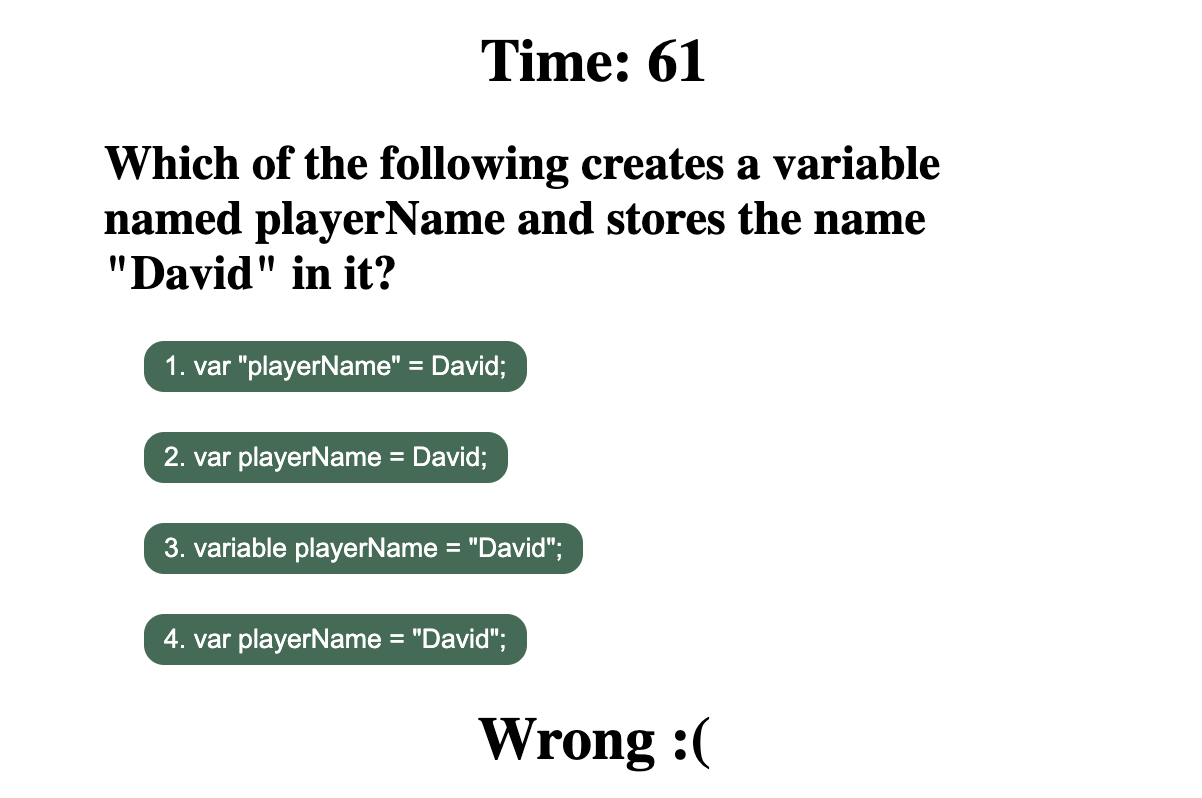 Time: 61
Which of the following creates a variable
named playerName and stores the name
"David" in it?
1. var "playerName" = David;
2. var playerName = David;
3. variable playerName = "David";
4. var playerName = "David";
Wrong :(